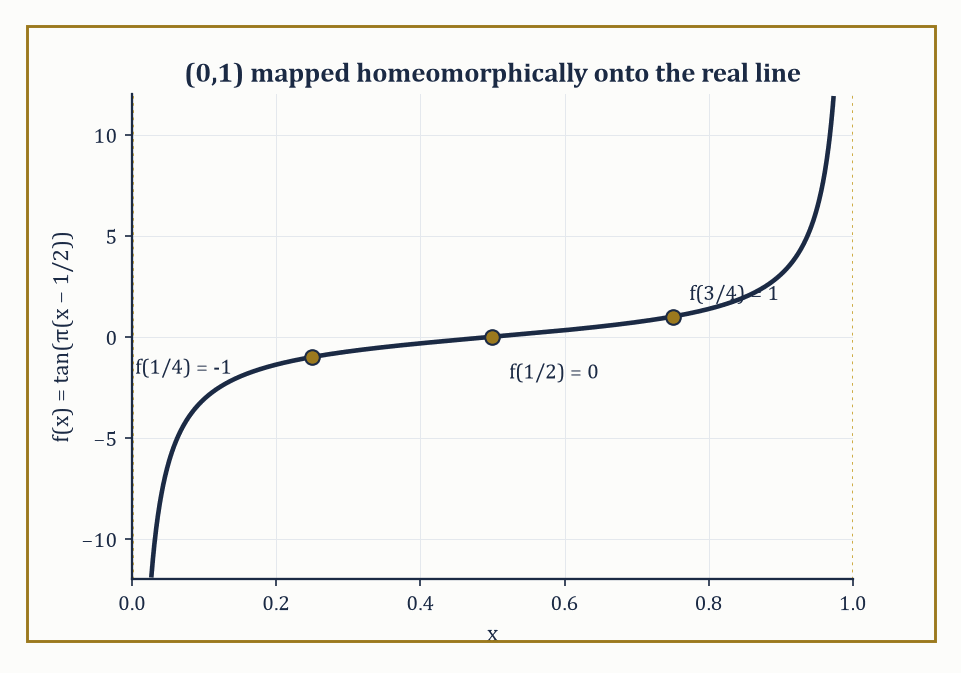 (0,1) mapped homeomorphically onto the real line
f(x) = tan(π(x − 1/2))
10
5
0
−5
−10
f(3/4) = 1
f(1/4) = -1
f(1/2) = 0
0.0
0.2
0.4
0.6
0.8
1.0
x